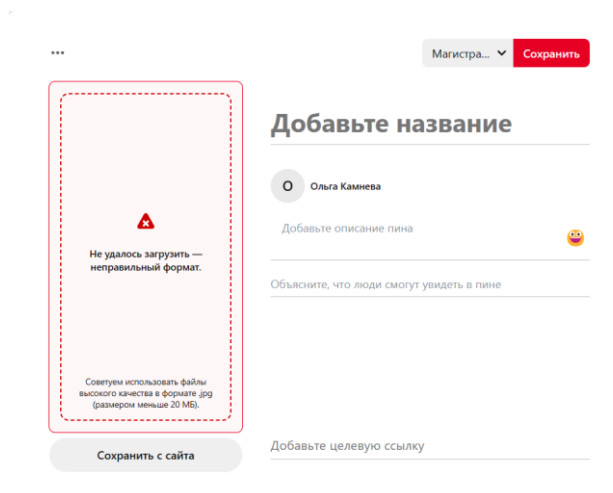 Магистра...
Сохранить
Добавьте название
О
Ольга Камнева
Добавьте описание пина
Не удалось загрузить —
неправильный формат.
Объясните, что люди смогут увидеть в пине
Советуем использовать файлы
высокого качества в формате .jpg
(размером меньше 20 МБ).
Добавьте целевую ссылку
Сохранить с сайта